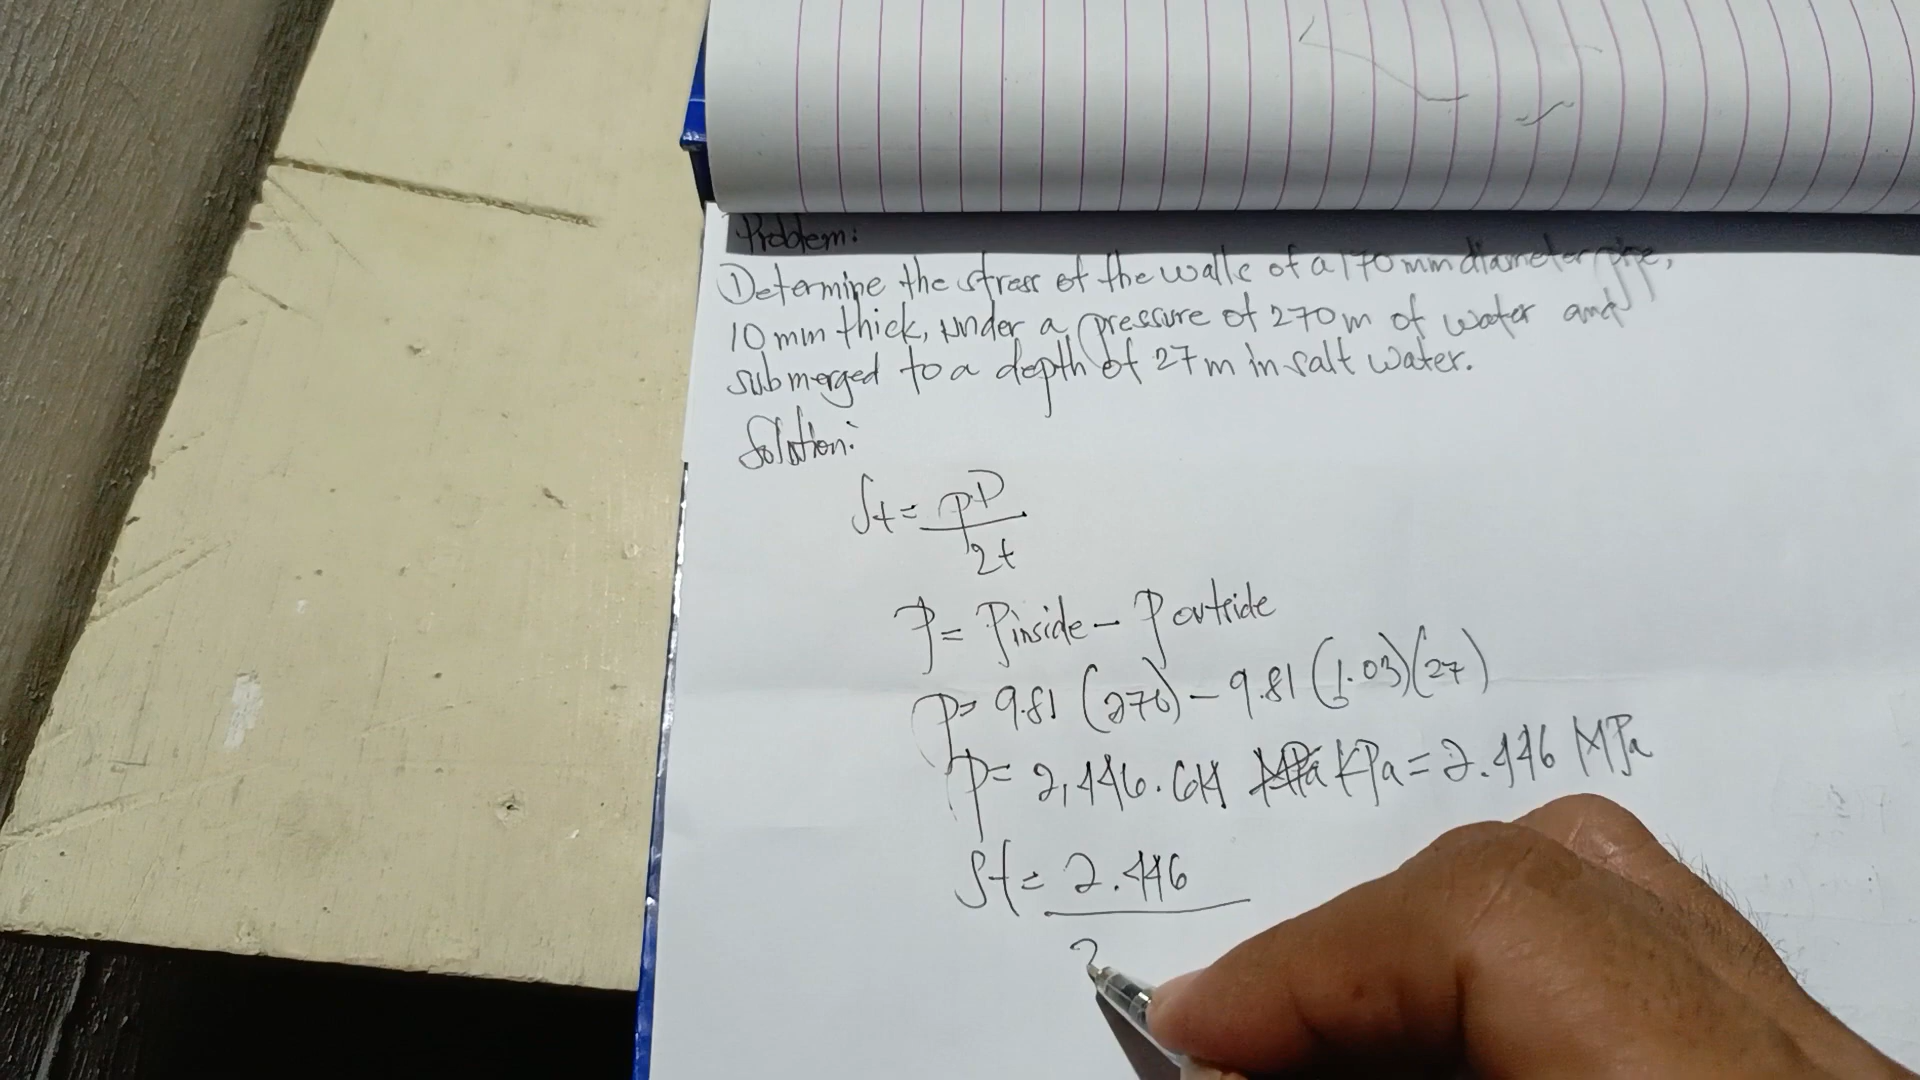 Problem:
① Determine the stress of the walls of a 170 mm diameter pipe,
10 mm thick, under a pressure of 270 m of water and
submerged to a depth of 27 m in salt water.
Solution:
St = pD
2t
P = Pinside - Poutside
P = 9.81 (270) - 9.81 (1.03)(27)
P = 2,446.614 KPa = 2.446 MPa
St = 2.446
2